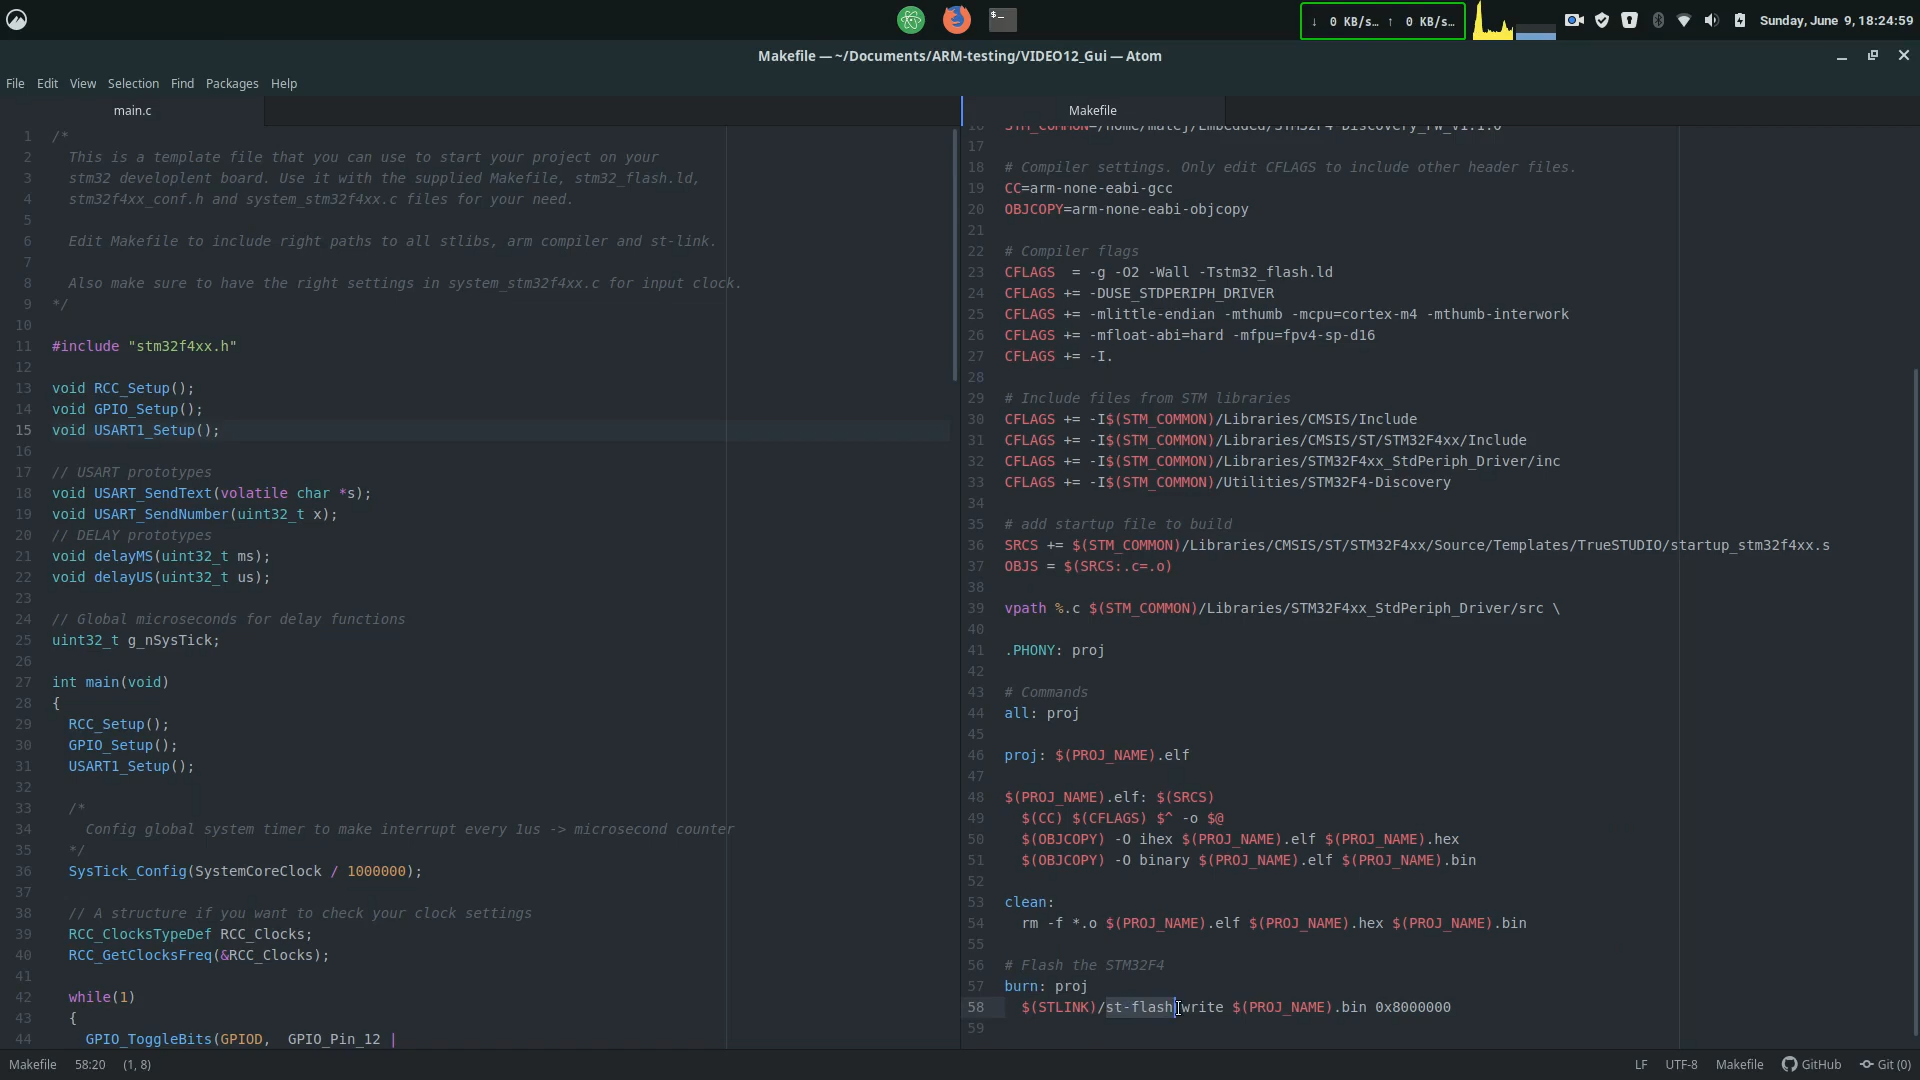 ↓ 0 KB/s… ↑ 0 KB/s…
Sunday, June 9, 18:24:59
Makefile — ~/Documents/ARM-testing/VIDEO12_Gui — Atom
File Edit View Selection Find Packages Help
main.c
1 /*
2 This is a template file that you can use to start your project on your
3 stm32 developlent board. Use it with the supplied Makefile, stm32_flash.ld,
4 stm32f4xx_conf.h and system_stm32f4xx.c files for your need.
5
6 Edit Makefile to include right paths to all stlibs, arm compiler and st-link.
7
8 Also make sure to have the right settings in system_stm32f4xx.c for input clock.
9 */
10
11 #include "stm32f4xx.h"
12
13 void RCC_Setup();
14 void GPIO_Setup();
15 void USART1_Setup();
16
17 // USART prototypes
18 void USART_SendText(volatile char *s);
19 void USART_SendNumber(uint32_t x);
20 // DELAY prototypes
21 void delayMS(uint32_t ms);
22 void delayUS(uint32_t us);
23
24 // Global microseconds for delay functions
25 uint32_t g_nSysTick;
26
27 int main(void)
28 {
29 RCC_Setup();
30 GPIO_Setup();
31 USART1_Setup();
32
33 /*
34 Config global system timer to make interrupt every 1us -> microsecond counter
35 */
36 SysTick_Config(SystemCoreClock / 1000000);
37
38 // A structure if you want to check your clock settings
39 RCC_ClocksTypeDef RCC_Clocks;
40 RCC_GetClocksFreq(&RCC_Clocks);
41
42 while(1)
43 {
44 GPIO_ToggleBits(GPIOD, GPIO_Pin_12 |
Makefile
16 STM_COMMON=/home/matej/Embedded/STM32F4-Discovery_FW_V1.1.0
17
18 # Compiler settings. Only edit CFLAGS to include other header files.
19 CC=arm-none-eabi-gcc
20 OBJCOPY=arm-none-eabi-objcopy
21
22 # Compiler flags
23 CFLAGS = -g -O2 -Wall -Tstm32_flash.ld
24 CFLAGS += -DUSE_STDPERIPH_DRIVER
25 CFLAGS += -mlittle-endian -mthumb -mcpu=cortex-m4 -mthumb-interwork
26 CFLAGS += -mfloat-abi=hard -mfpu=fpv4-sp-d16
27 CFLAGS += -I.
28
29 # Include files from STM libraries
30 CFLAGS += -I$(STM_COMMON)/Libraries/CMSIS/Include
31 CFLAGS += -I$(STM_COMMON)/Libraries/CMSIS/ST/STM32F4xx/Include
32 CFLAGS += -I$(STM_COMMON)/Libraries/STM32F4xx_StdPeriph_Driver/inc
33 CFLAGS += -I$(STM_COMMON)/Utilities/STM32F4-Discovery
34
35 # add startup file to build
36 SRCS += $(STM_COMMON)/Libraries/CMSIS/ST/STM32F4xx/Source/Templates/TrueSTUDIO/startup_stm32f4xx.s
37 OBJS = $(SRCS:.c=.o)
38
39 vpath %.c $(STM_COMMON)/Libraries/STM32F4xx_StdPeriph_Driver/src \
40
41 .PHONY: proj
42
43 # Commands
44 all: proj
45
46 proj: $(PROJ_NAME).elf
47
48 $(PROJ_NAME).elf: $(SRCS)
49 $(CC) $(CFLAGS) $^ -o $@
50 $(OBJCOPY) -O ihex $(PROJ_NAME).elf $(PROJ_NAME).hex
51 $(OBJCOPY) -O binary $(PROJ_NAME).elf $(PROJ_NAME).bin
52
53 clean:
54 rm -f *.o $(PROJ_NAME).elf $(PROJ_NAME).hex $(PROJ_NAME).bin
55
56 # Flash the STM32F4
57 burn: proj
58 $(STLINK)/st-flash write $(PROJ_NAME).bin 0x8000000
59
Makefile 58:20 (1, 8)
LF UTF-8 Makefile GitHub Git (0)